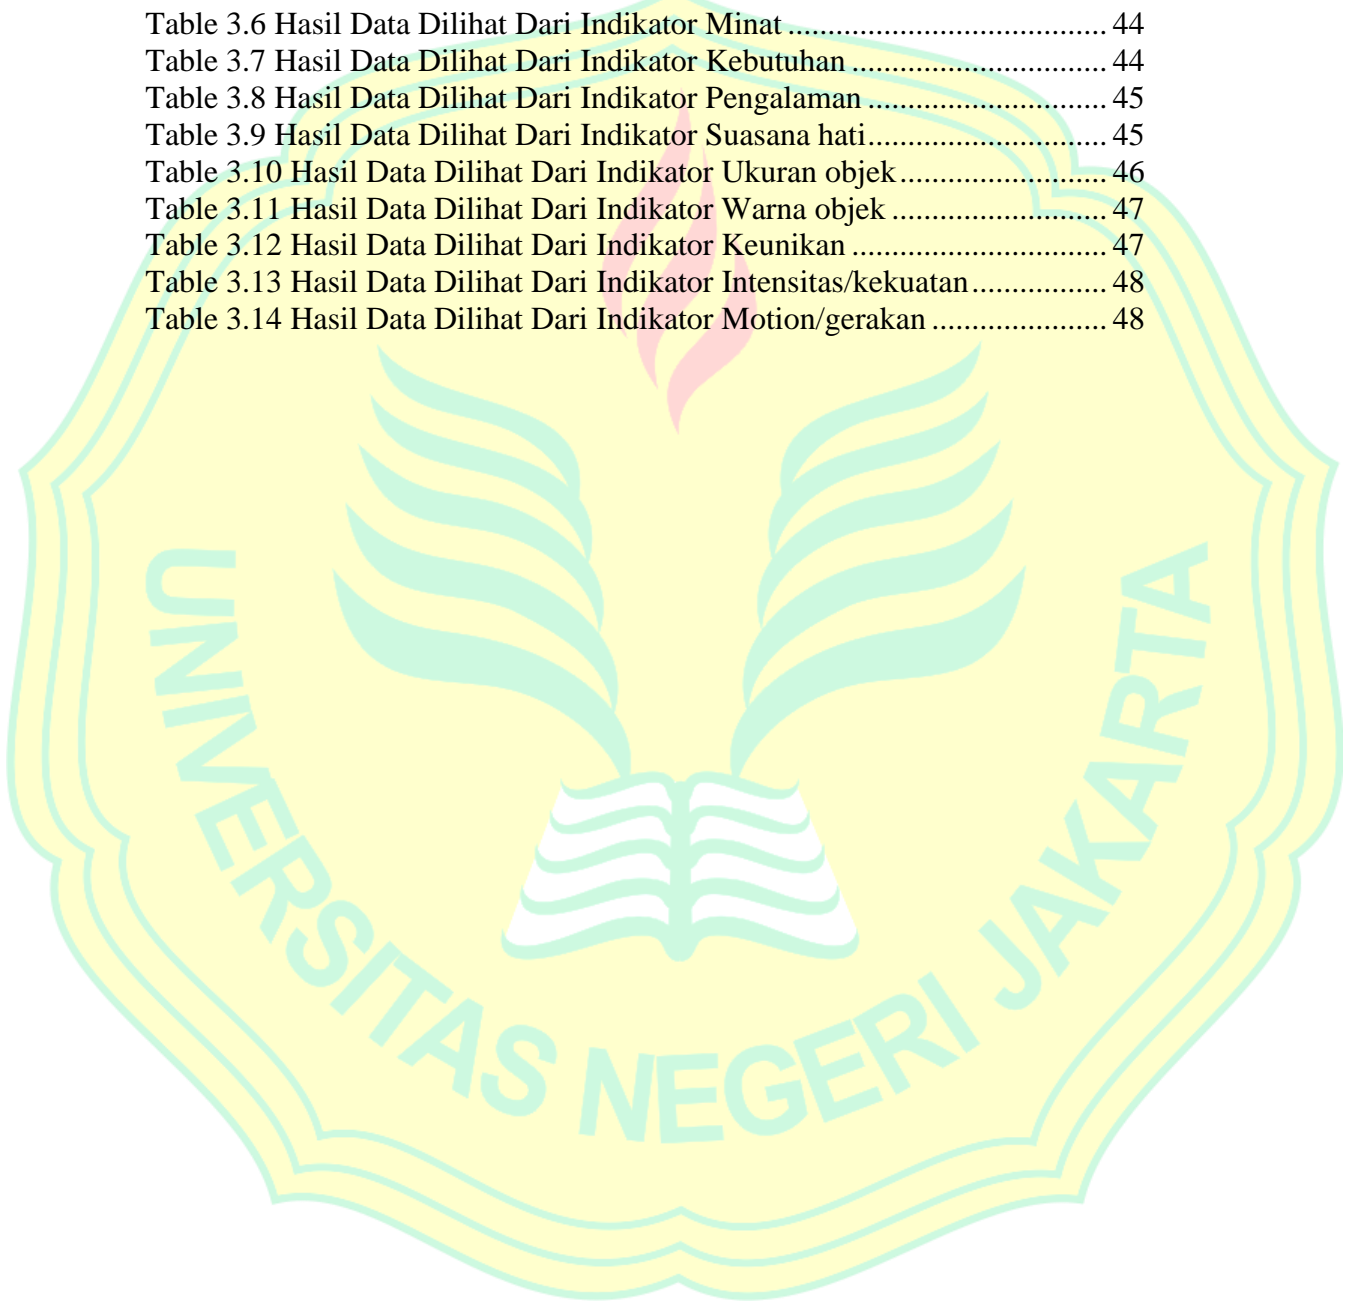 Table 3.6 Hasil Data Dilihat Dari Indikator Minat .................................... 44
Table 3.7 Hasil Data Dilihat Dari Indikator Kebutuhan ............................. 44
Table 3.8 Hasil Data Dilihat Dari Indikator Pengalaman ............................ 45
Table 3.9 Hasil Data Dilihat Dari Indikator Suasana hati........................... 45
Table 3.10 Hasil Data Dilihat Dari Indikator Ukuran objek....................... 46
Table 3.11 Hasil Data Dilihat Dari Indikator Warna objek ........................ 47
Table 3.12 Hasil Data Dilihat Dari Indikator Keunikan ............................. 47
Table 3.13 Hasil Data Dilihat Dari Indikator Intensitas/kekuatan............... 48
Table 3.14 Hasil Data Dilihat Dari Indikator Motion/gerakan .................... 48
UNIVERSITAS NEGERI JAKARTA